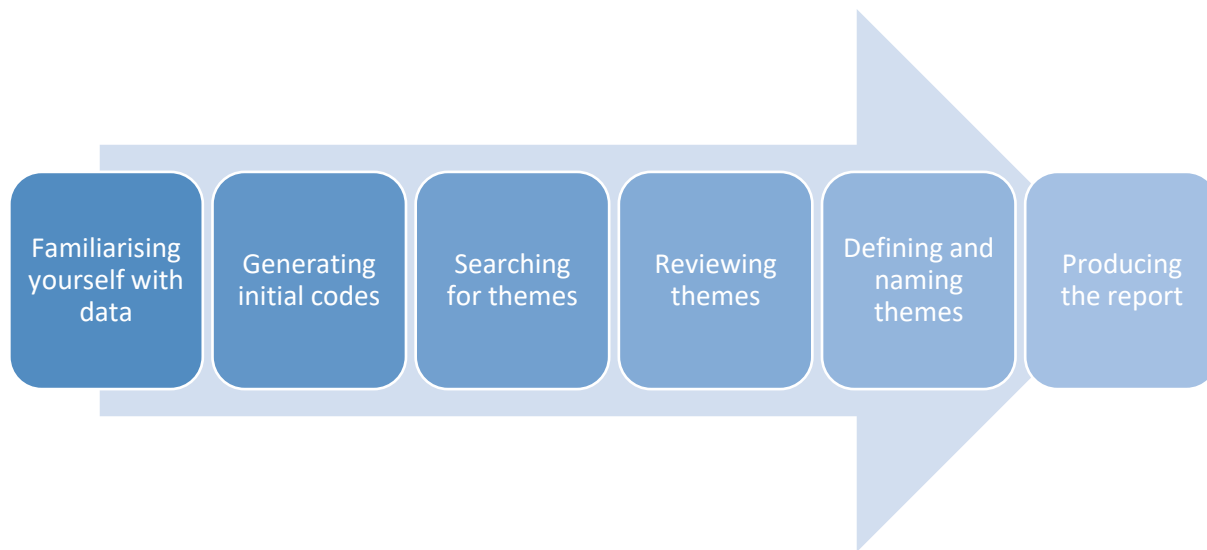 Familiarising
yourself with
data
Generating
initial codes
Searching
for themes
Reviewing
themes
Defining and
naming
themes
Producing
the report